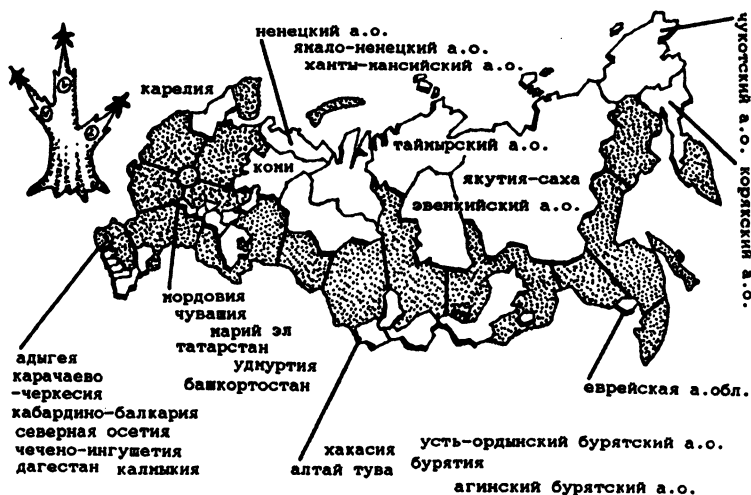 ненецкий а.о.
ямало-ненецкий а.о.
ханты-мансийский а.о.
чукотский а.о.
корякский а.о.
карелия
коми
таймырский а.о.
якутия-саха
эвенкийский а.о.
мордовия
чувашия
марий эл
татарстан
удмуртия
башкортостан
адыгея
карачаево
-черкесия
кабардино-балкария
северная осетия
чечено-ингушетия
дагестан калмыкия
еврейская а.обл.
хакасия
алтай тува
усть-ордынский бурятский а.о.
бурятия
агинский бурятский а.о.